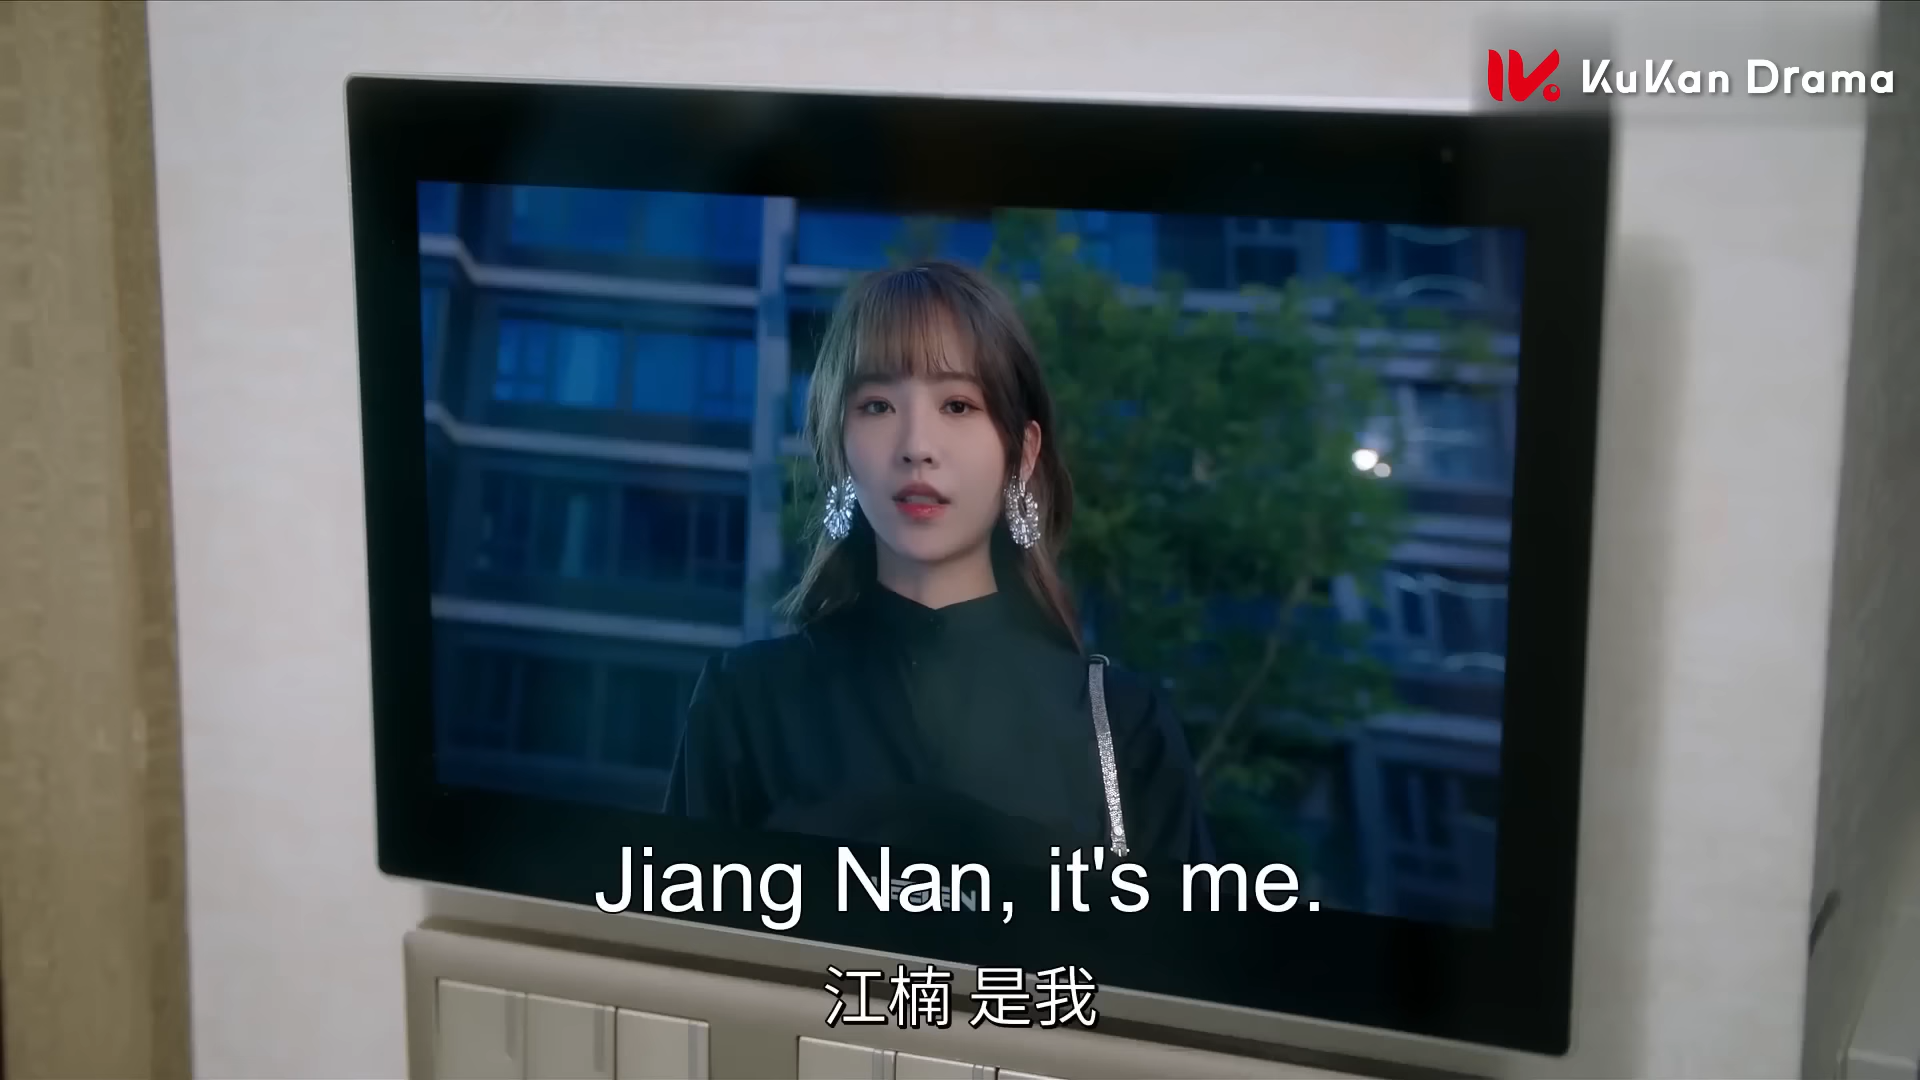 KuKan Drama
Jiang Nan, it's me.
江楠 是我